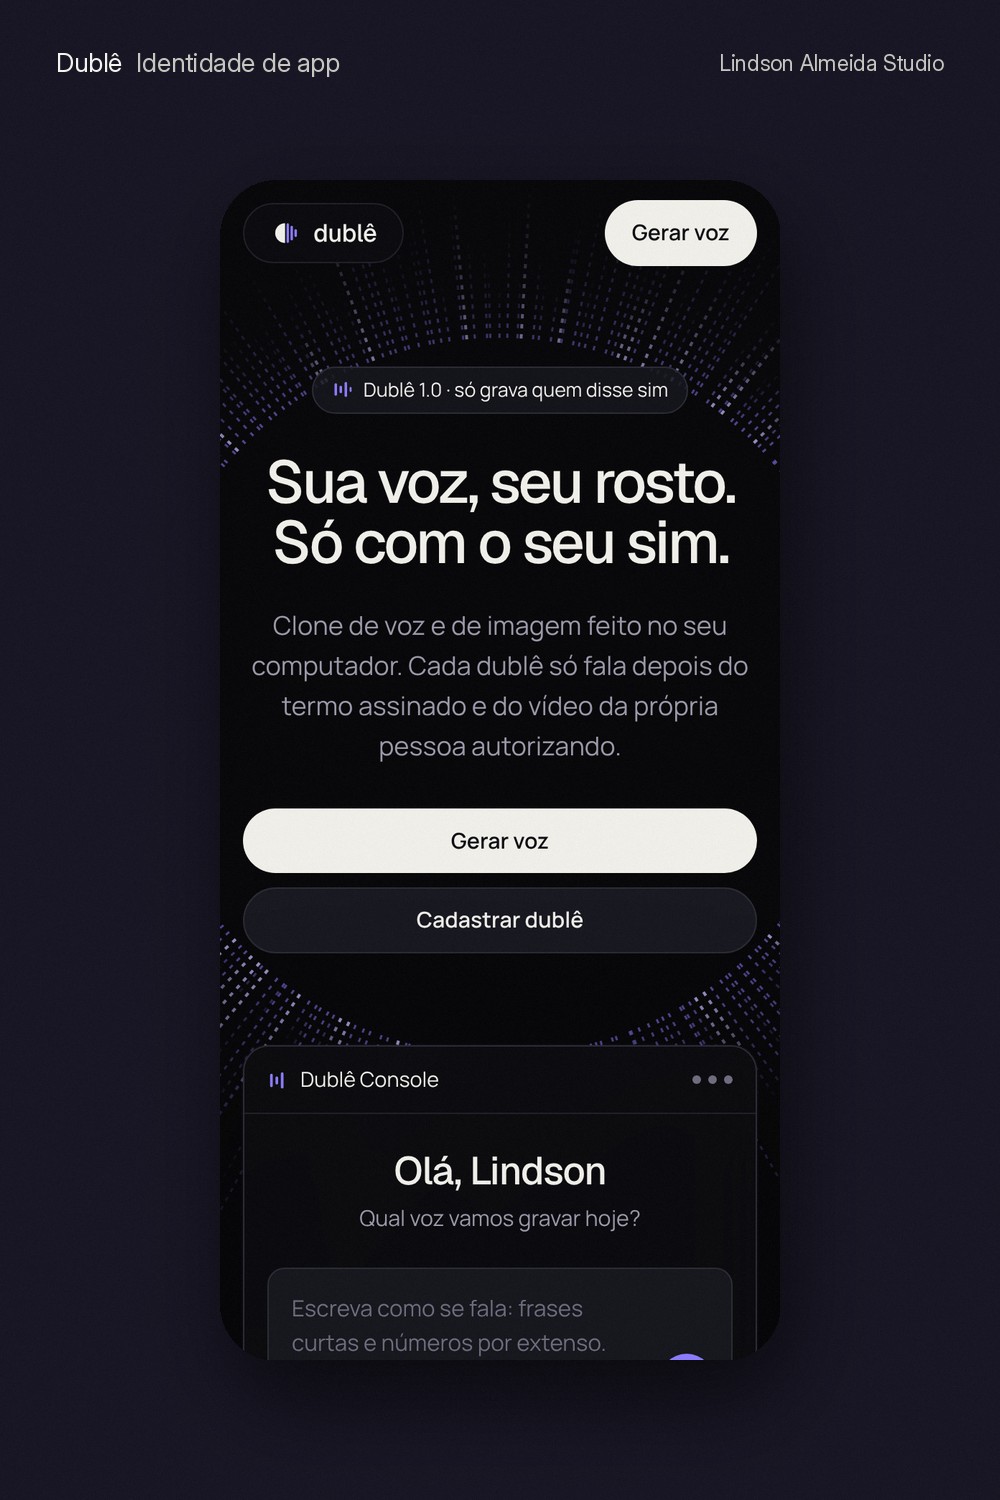 Dublê Identidade de app
Lindson Almeida Studio
dublê
Gerar voz
Dublê 1.0 · só grava quem disse sim
Sua voz, seu rosto.
Só com o seu sim.
Clone de voz e de imagem feito no seu
computador. Cada dublê só fala depois do
termo assinado e do vídeo da própria
pessoa autorizando.
Gerar voz
Cadastrar dublê
Dublê Console
Olá, Lindson
Qual voz vamos gravar hoje?
Escreva como se fala: frases
curtas e números por extenso.